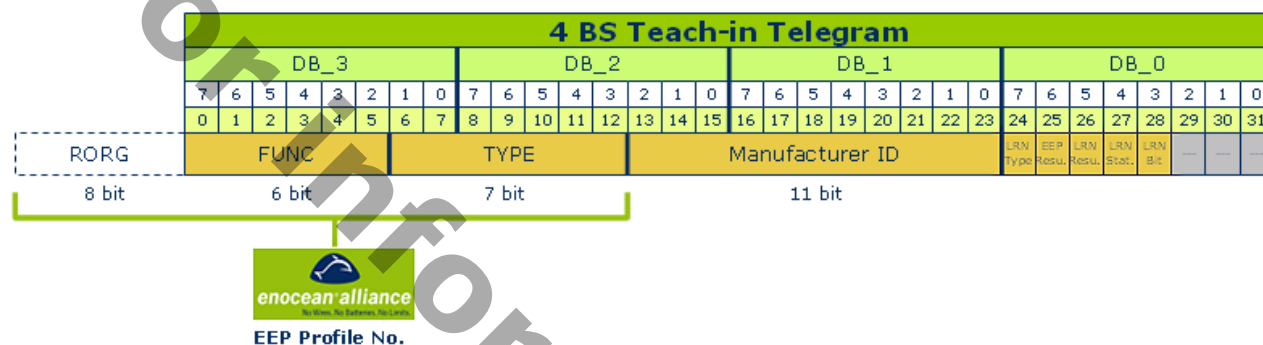 4 BS Teach-in Telegram
DB_3 DB_2 DB_1 DB_0
7 6 5 4 3 2 1 0 7 6 5 4 3 2 1 0 7 6 5 4 3 2 1 0 7 6 5 4 3 2 1 0
0 1 2 3 4 5 6 7 8 9 10 11 12 13 14 15 16 17 18 19 20 21 22 23 24 25 26 27 28 29 30 31
RORG FUNC TYPE Manufacturer ID LRN EEP LRN LRN LRN
Type Resu. Resu. Stat. Bit --- --- ---
8 bit 6 bit 7 bit 11 bit
enocean alliance
No Wires. No Batteries. No Limits.
EEP Profile No.
or infor